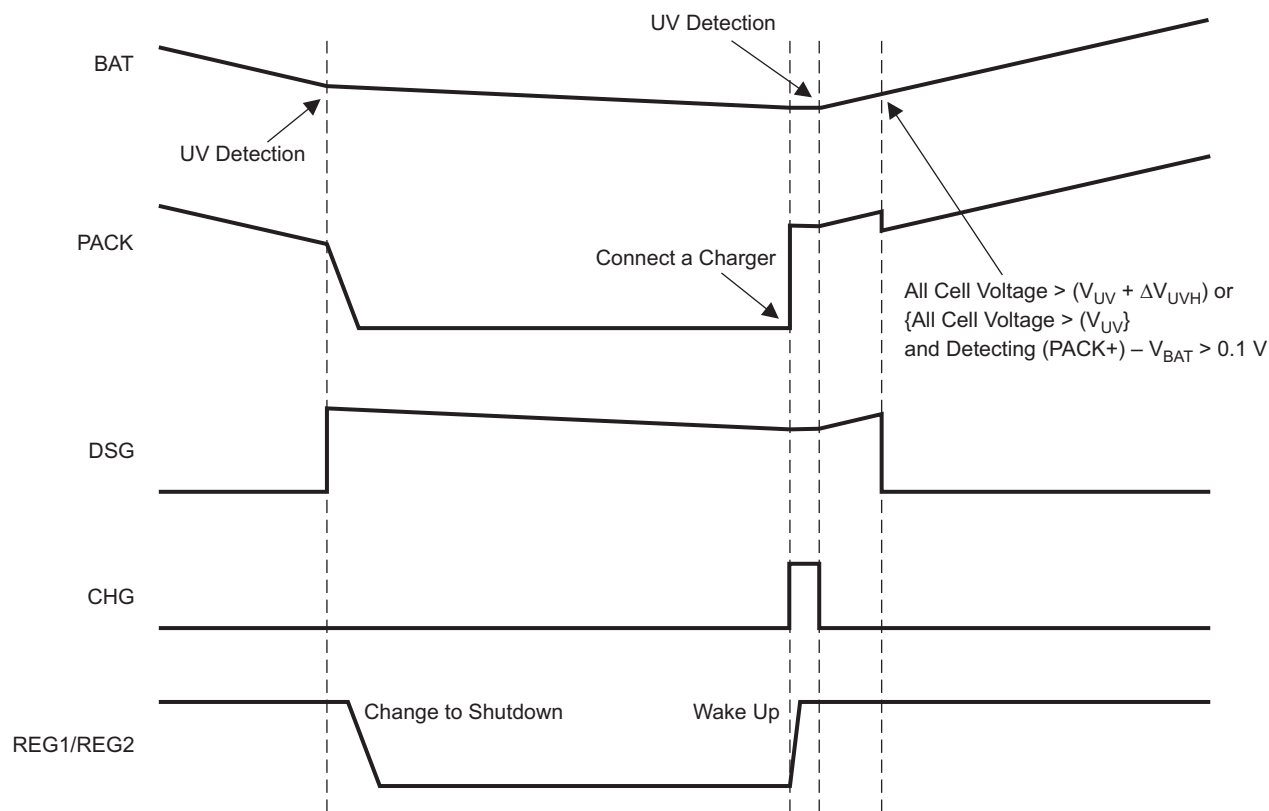 UV Detection
BAT
UV Detection
PACK
Connect a Charger
All Cell Voltage > (V_UV + ΔV_UVH) or
{All Cell Voltage > (V_UV}
and Detecting (PACK+) – V_BAT > 0.1 V
DSG
CHG
Change to Shutdown
Wake Up
REG1/REG2